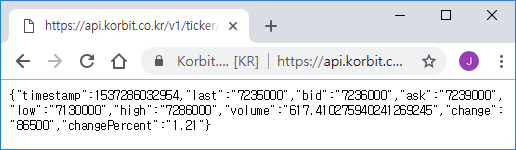 https://api.korbit.co.kr/v1/ticker/
Korbit.... [KR] https://api.korbit.c...
J
{"timestamp":1537286032954,"last":"7235000","bid":"7236000","ask":"7239000",
"low":"7130000","high":"7286000","volume":"617.410275940241269245","change":
"86500","changePercent":"1.21"}